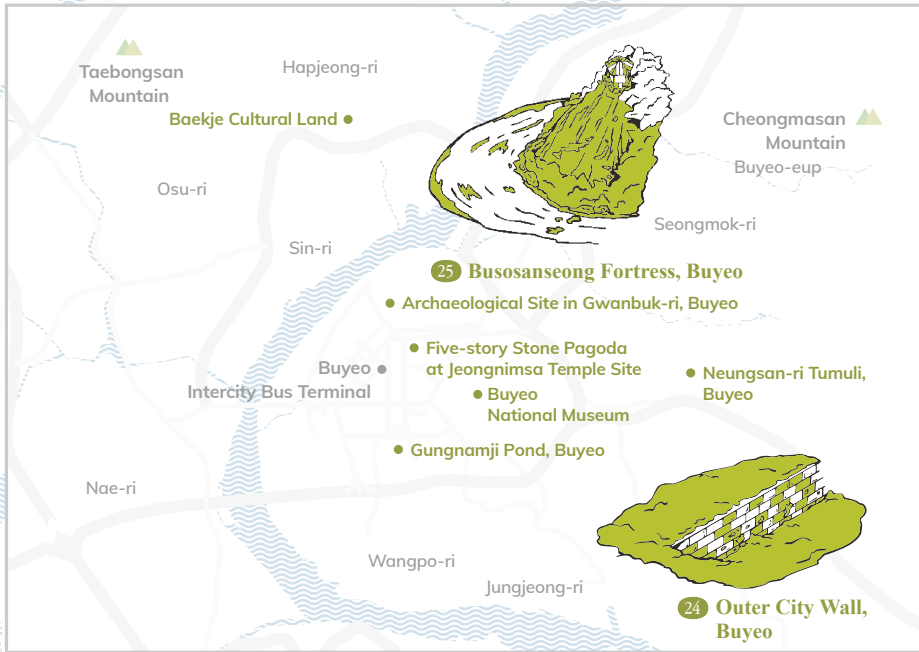 Taebongsan
Mountain
Hapjeong-ri
Baekje Cultural Land
Cheongmasan
Mountain
Buyeo-eup
Osu-ri
Seongmok-ri
Sin-ri
25 Busosanseong Fortress, Buyeo
Archaeological Site in Gwanbuk-ri, Buyeo
Five-story Stone Pagoda
at Jeongnimsa Temple Site
Buyeo
Intercity Bus Terminal
Neungsan-ri Tumuli,
Buyeo
Buyeo
National Museum
Gungnamji Pond, Buyeo
Nae-ri
Wangpo-ri
Jungjeong-ri
24 Outer City Wall,
Buyeo